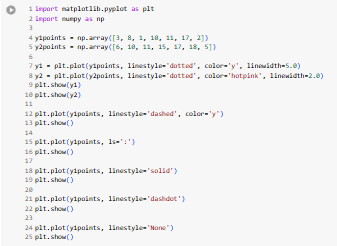 1 import matplotlib.pyplot as plt
2 import numpy as np
3
4 y1points = np.array([3, 8, 1, 10, 11, 17, 2])
5 y2points = np.array([6, 10, 11, 15, 17, 18, 5])
6
7 y1 = plt.plot(y1points, linestyle='dotted', color='y', linewidth=5.0)
8 y2 = plt.plot(y2points, linestyle='dotted', color='hotpink', linewidth=2.0)
9 plt.show(y1)
10 plt.show(y2)
11
12 plt.plot(y1points, linestyle='dashed', color='y')
13 plt.show()
14
15 plt.plot(y1points, ls=':')
16 plt.show()
17
18 plt.plot(y1points, linestyle='solid')
19 plt.show()
20
21 plt.plot(y1points, linestyle='dashdot')
22 plt.show()
23
24 plt.plot(y1points, linestyle='None')
25 plt.show()